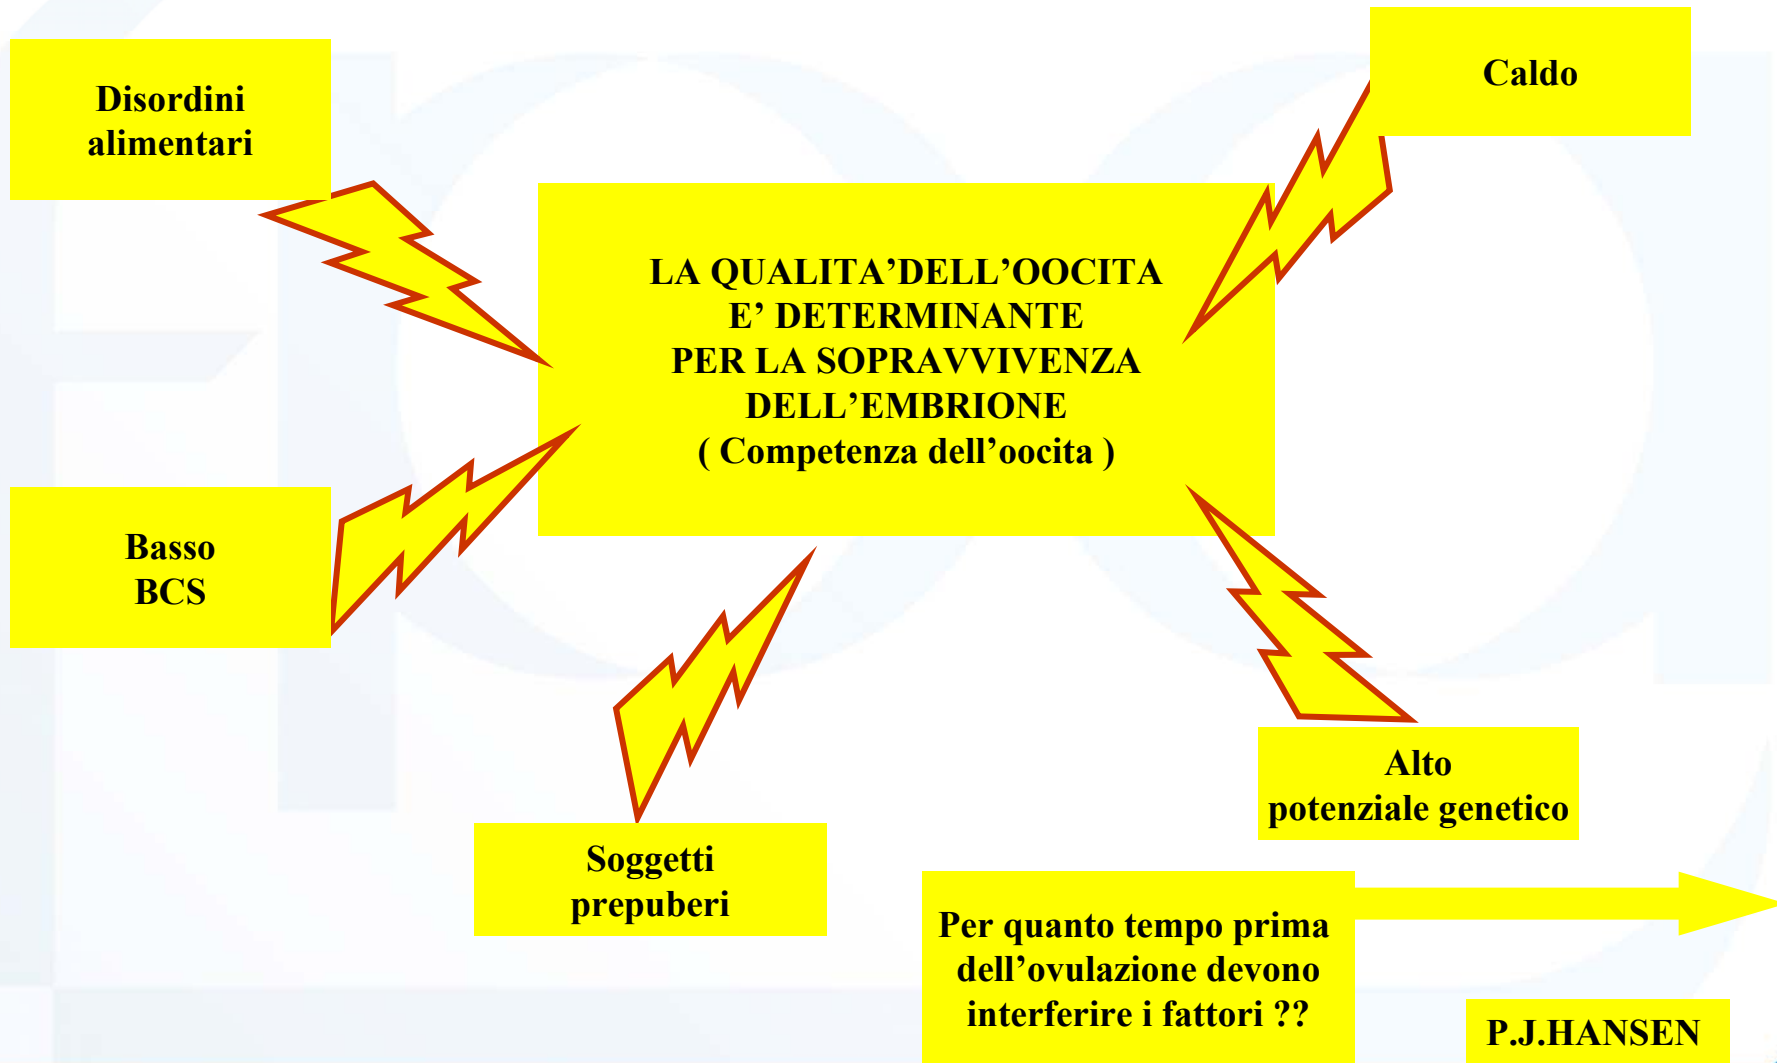 Disordini
alimentari
Caldo
LA QUALITA’DELL’OOCITA
E’ DETERMINANTE
PER LA SOPRAVVIVENZA
DELL’EMBRIONE
( Competenza dell’oocita )
Basso
BCS
Alto
potenziale genetico
Soggetti
prepuberi
Per quanto tempo prima
dell’ovulazione devono
interferire i fattori ??
P.J.HANSEN